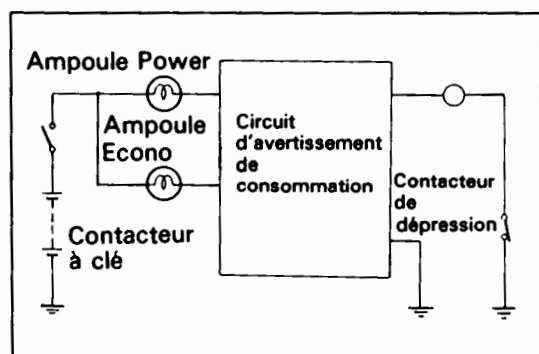 Ampoule Power
Ampoule
Econo
Circuit
d'avertissement
de
consommation
Contacteur
de
dépression
Contacteur
à clé